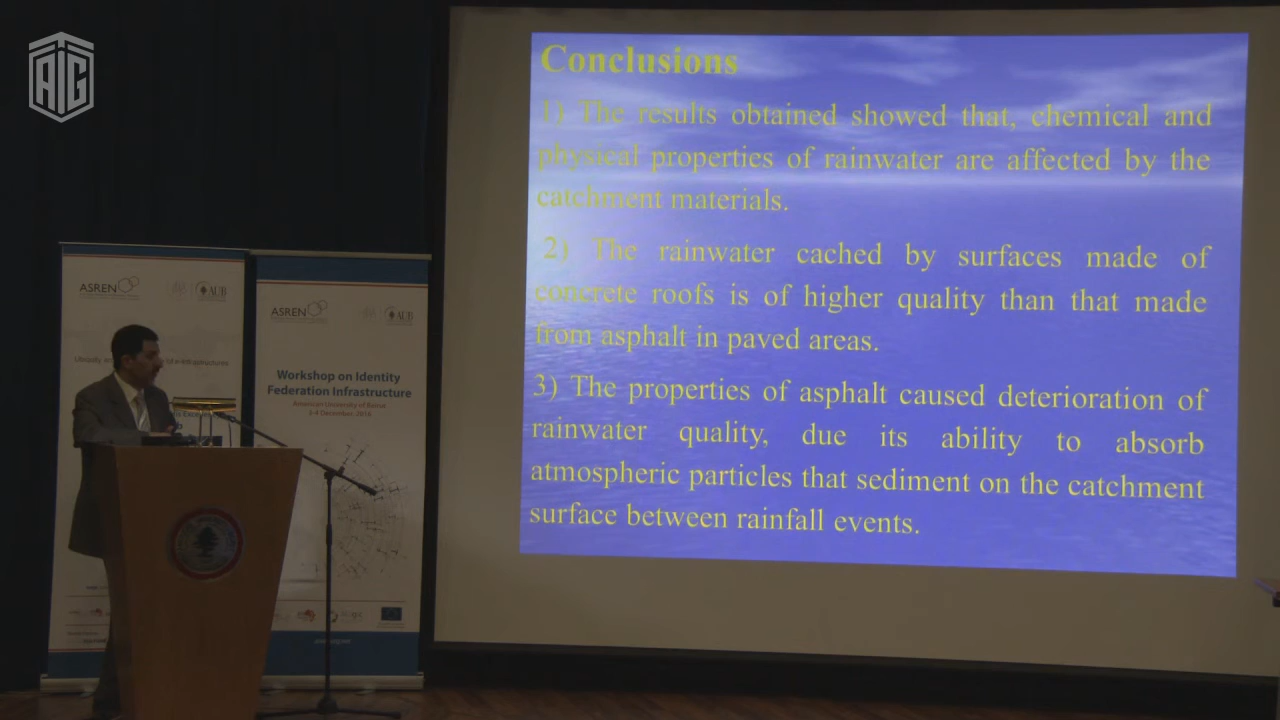 AIG
Conclusions
1) The results obtained showed that, chemical and
physical properties of rainwater are affected by the
catchment materials.
2) The rainwater cached by surfaces made of
concrete roofs is of higher quality than that made
from asphalt in paved areas.
3) The properties of asphalt caused deterioration of
rainwater quality, due its ability to absorb
atmospheric particles that sediment on the catchment
surface between rainfall events.
ASREN
AUB
ASREN
AUB
Workshop on Identity
Federation Infrastructure
American University of Beirut